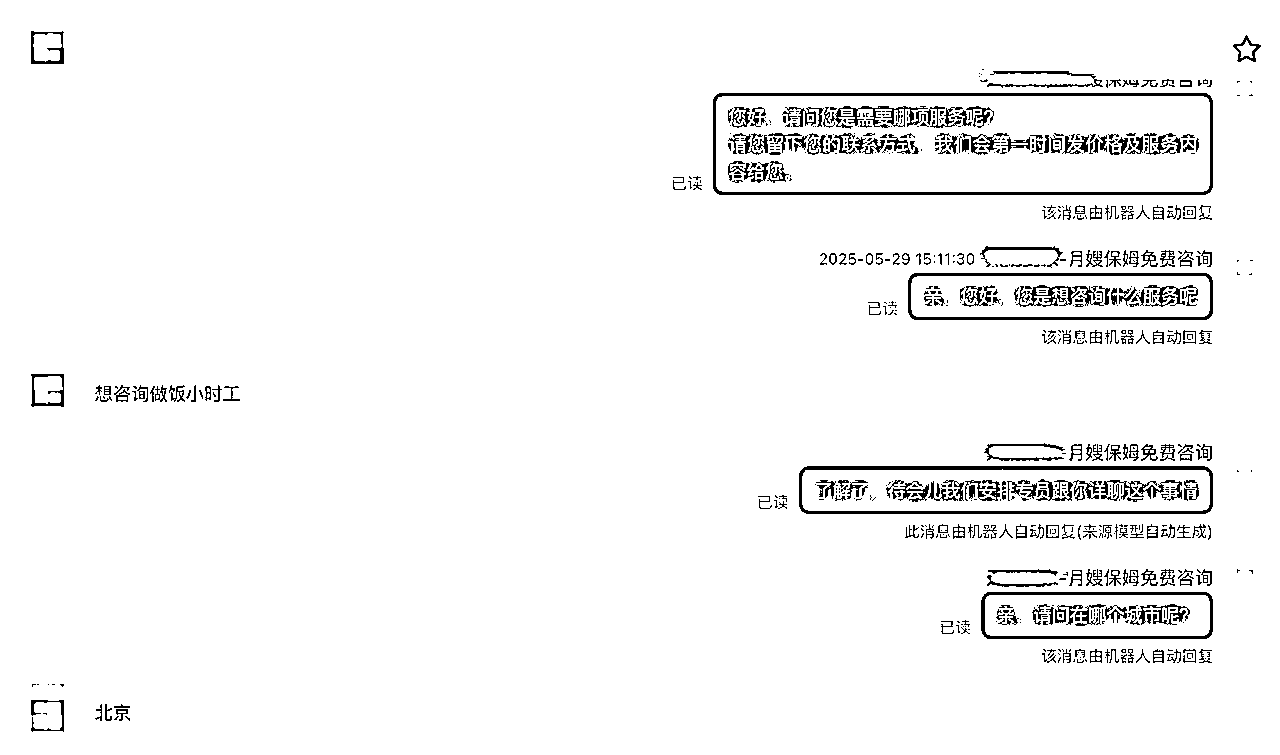 保姆免费咨询
您好，请问您是需要哪项服务呢？
请您留下您的联系方式，我们会第一时间发价格及服务内
容给您。
已读
该消息由机器人自动回复
2025-05-29 15:11:30 -月嫂保姆免费咨询
亲，您好，您是想咨询什么服务呢
已读
该消息由机器人自动回复
想咨询做饭小时工
月嫂保姆免费咨询
了解了，待会儿我们安排专员跟你详聊这个事情
已读
此消息由机器人自动回复(来源模型自动生成)
-月嫂保姆免费咨询
亲，请问在哪个城市呢？
已读
该消息由机器人自动回复
北京